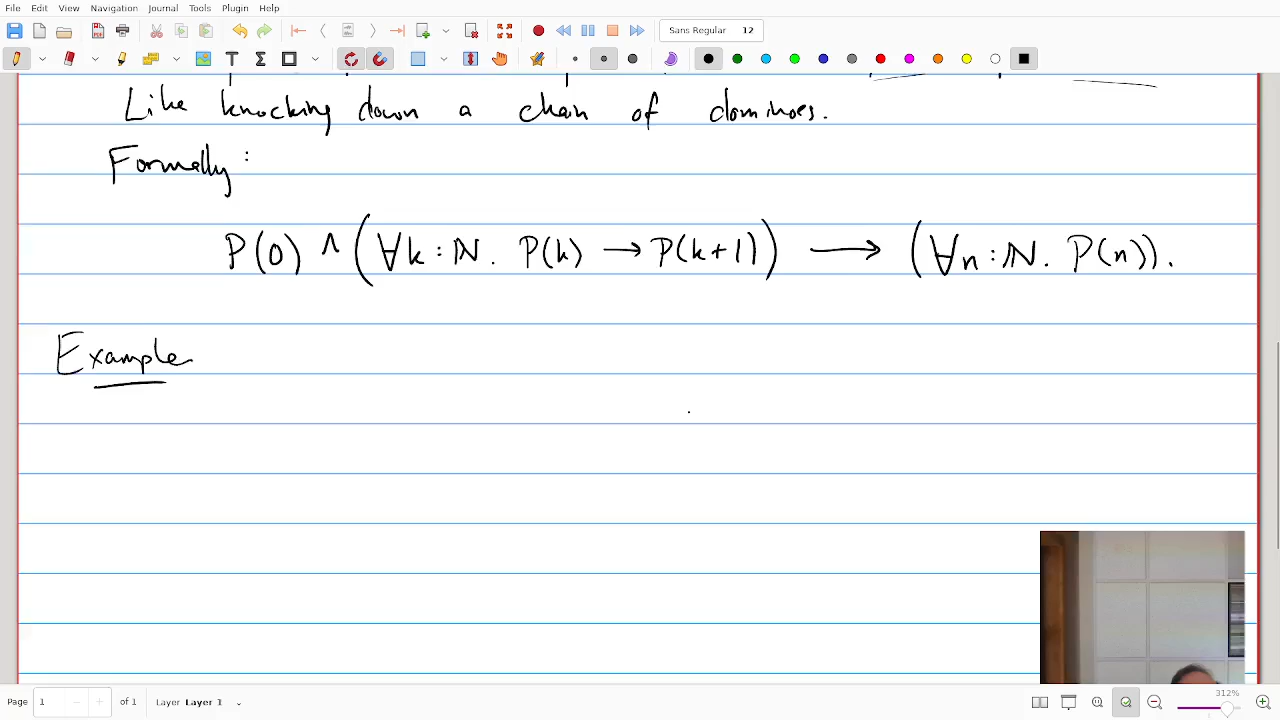 File Edit View Navigation Journal Tools Plugin Help
Sans Regular 12
Like knocking down a chain of dominoes.
Formally:
P(0) ∧ (∀k : ℕ. P(k) → P(k+1)) → (∀n : ℕ. P(n)).
Example
312%
Page 1 of 1 Layer Layer 1